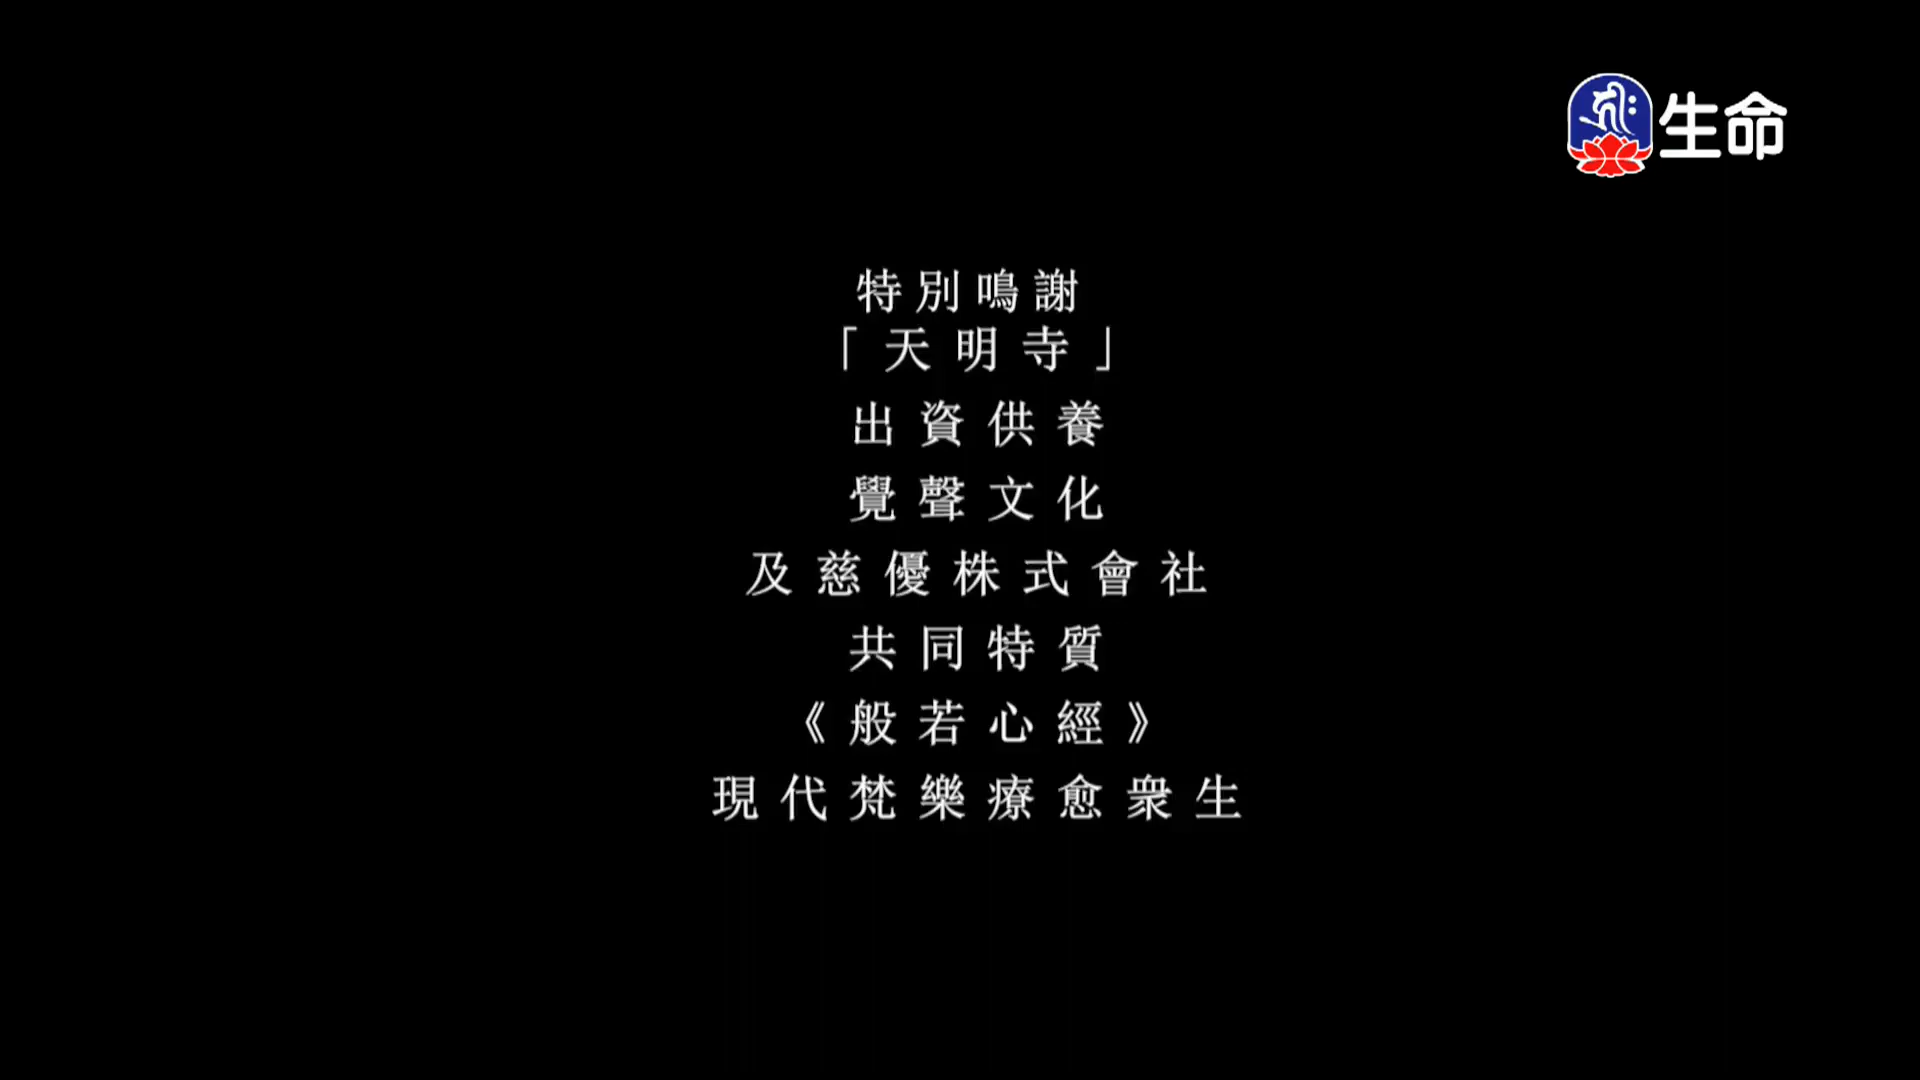 生命
特別鳴謝
「天明寺」
出資供養
覺聲文化
及慈優株式會社
共同特質
《般若心經》
現代梵樂療愈衆生